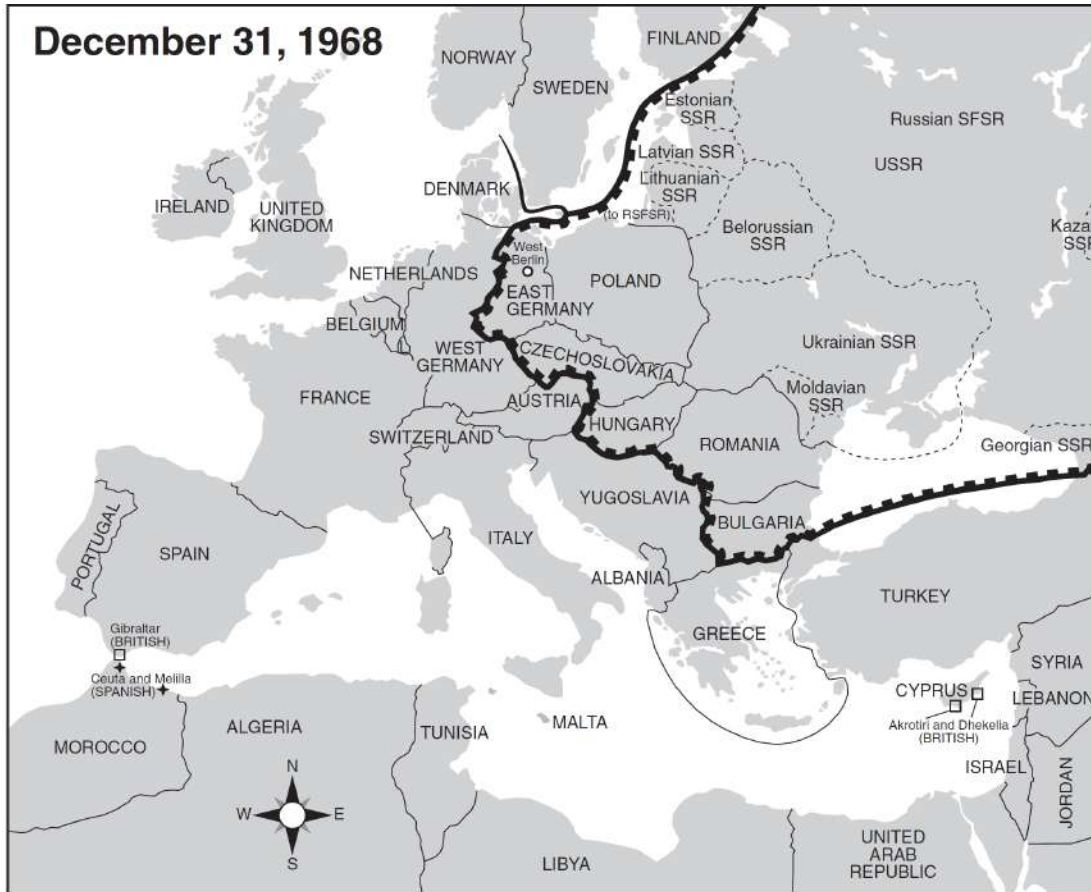 December 31, 1968
NORWAY
FINLAND
SWEDEN
Estonian
SSR
Russian SFSR
Latvian SSR
USSR
Lithuanian
SSR
DENMARK
IRELAND
UNITED
KINGDOM
(to RSFSR)
Belorussian
SSR
West
Berlin
NETHERLANDS
POLAND
EAST
GERMANY
BELGIUM
WEST
GERMANY
CZECHOSLOVAKIA
Ukrainian SSR
Moldavian
SSR
FRANCE
AUSTRIA
HUNGARY
SWITZERLAND
ROMANIA
Georgian SSR
YUGOSLAVIA
BULGARIA
PORTUGAL
SPAIN
ITALY
ALBANIA
TURKEY
GREECE
Gibraltar
(BRITISH)
Ceuta and Melilla
(SPANISH)
SYRIA
CYPRUS
LEBANON
Akrotiri and Dhekelia
(BRITISH)
MALTA
ALGERIA
TUNISIA
MOROCCO
ISRAEL
JORDAN
N
W
E
S
LIBYA
UNITED
ARAB
REPUBLIC
SSR